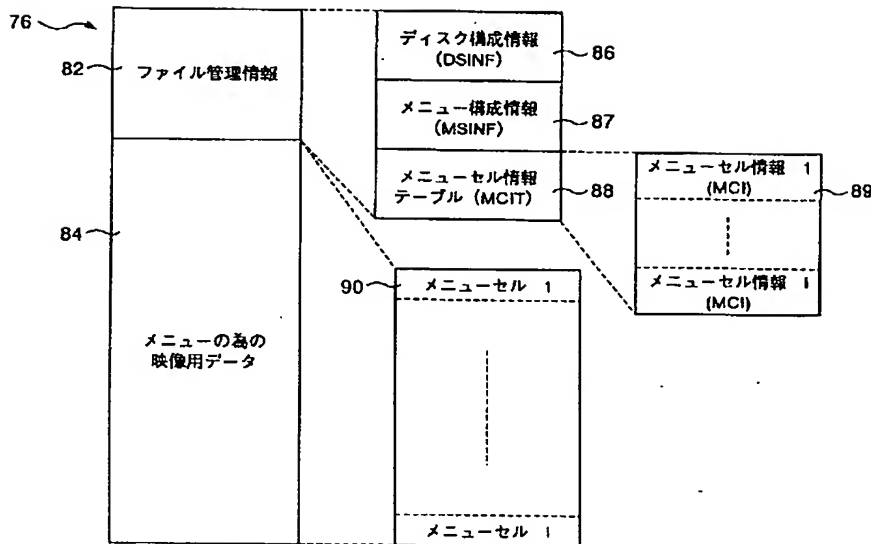 76
82
ファイル管理情報
84
メニューの為の
映像用データ
ディスク構成情報
(DSINF)
86
メニュー構成情報
(MSINF)
87
メニューセル情報
テーブル (MCIT)
88
メニューセル情報 1
(MCI)
89
メニューセル情報 i
(MCI)
90
メニューセル 1
メニューセル i